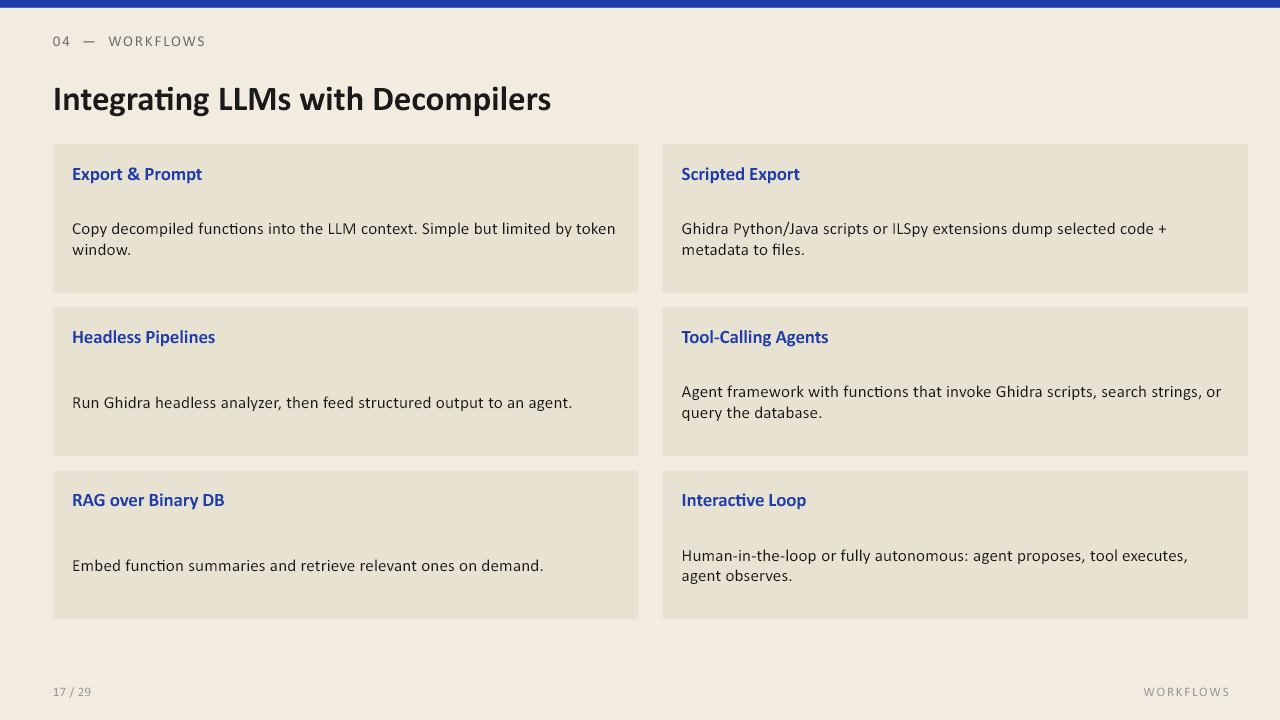 04 — WORKFLOWS
Integrating LLMs with Decompilers
Export & Prompt
Copy decompiled functions into the LLM context. Simple but limited by token
window.
Scripted Export
Ghidra Python/Java scripts or ILSpy extensions dump selected code +
metadata to files.
Headless Pipelines
Run Ghidra headless analyzer, then feed structured output to an agent.
Tool-Calling Agents
Agent framework with functions that invoke Ghidra scripts, search strings, or
query the database.
RAG over Binary DB
Embed function summaries and retrieve relevant ones on demand.
Interactive Loop
Human-in-the-loop or fully autonomous: agent proposes, tool executes,
agent observes.
17 / 29
WORKFLOWS